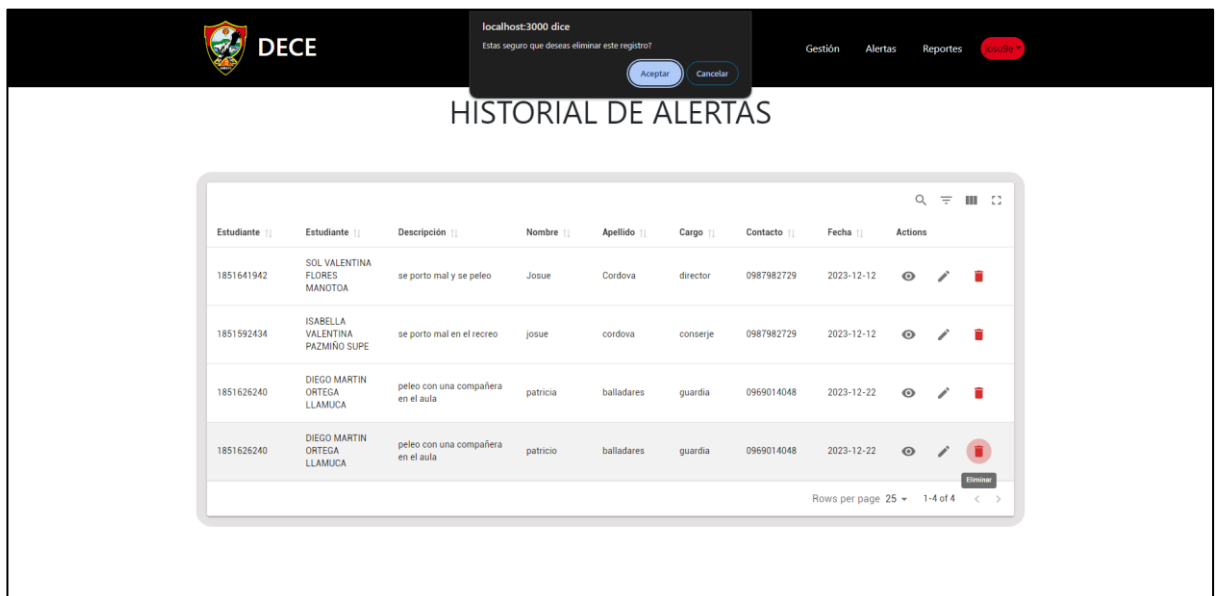 DECE
localhost:3000 dice
Estas seguro que deseas eliminar este registro?
Aceptar Cancelar
Gestión Alertas Reportes josu9e
HISTORIAL DE ALERTAS
Estudiante Estudiante Descripción Nombre Apellido Cargo Contacto Fecha Actions
1851641942 SOL VALENTINA FLORES MANOTOA se porto mal y se peleo Josue Cordova director 0987982729 2023-12-12
1851592434 ISABELLA VALENTINA PAZMIÑO SUPE se porto mal en el recreo josue cordova conserje 0987982729 2023-12-12
1851626240 DIEGO MARTIN ORTEGA LLAMUCA peleo con una compañera en el aula patricia balladares guardia 0969014048 2023-12-22
1851626240 DIEGO MARTIN ORTEGA LLAMUCA peleo con una compañera en el aula patricio balladares guardia 0969014048 2023-12-22
Eliminar
Rows per page 25 1-4 of 4